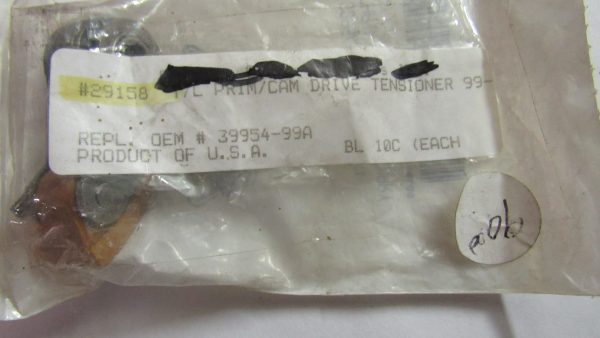 #29158 T/C PRIM/CAM DRIVE TENSIONER 99-
REPL. OEM # 39954-99A
PRODUCT OF U.S.A. BL 10C (EACH